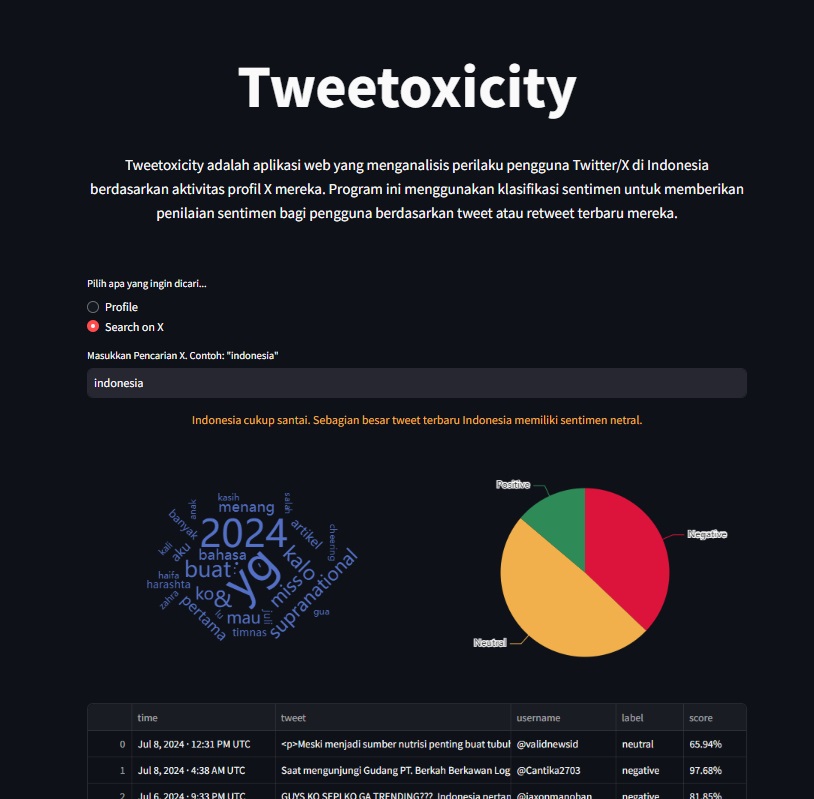 Tweetoxicity
Tweetoxicity adalah aplikasi web yang menganalisis perilaku pengguna Twitter/X di Indonesia
berdasarkan aktivitas profil X mereka. Program ini menggunakan klasifikasi sentimen untuk memberikan
penilaian sentimen bagi pengguna berdasarkan tweet atau retweet terbaru mereka.
Pilih apa yang ingin dicari...
Profile
Search on X
Masukkan Pencarian X. Contoh: "indonesia"
indonesia
Indonesia cukup santai. Sebagian besar tweet terbaru Indonesia memiliki sentimen netral.
kasih
anak
menang
salah
banyak
2024
artikel
cheering
kali
aku
bahasa
kalo
buat
yg
miss
supranational
haifa
harashta
zahra
ko
&
pertama
lu
mau
juli
gua
timnas
Positive
Negative
Neutral
time tweet username label score
0 Jul 8, 2024 · 12:31 PM UTC <p>Meski menjadi sumber nutrisi penting buat tubuh @validnewsid neutral 65.94%
1 Jul 8, 2024 · 4:38 AM UTC Saat mengunjungi Gudang PT. Berkah Berkawan Log @Cantika2703 negative 97.68%
2 Jul 6, 2024 · 9:33 PM UTC GUYS KO SEPI KO GA TRENDING???, Indonesia pertan @jaxonmanoban negative 81.85%